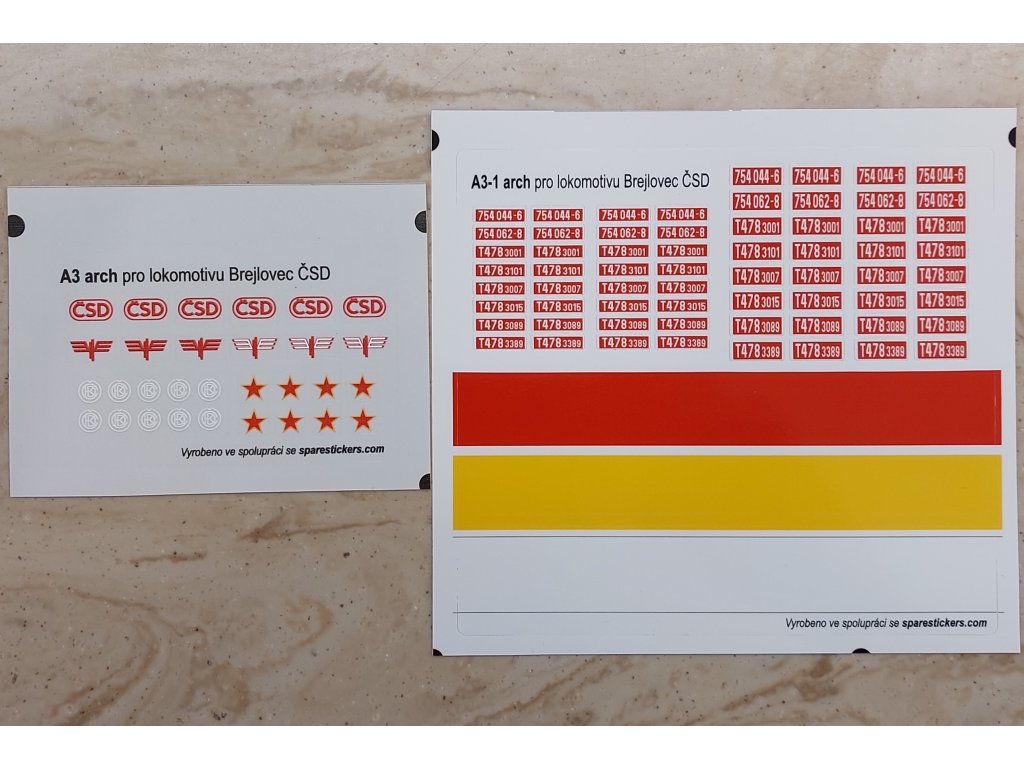 A3 arch pro lokomotivu Brejlovec ČSD
ČSD ČSD ČSD ČSD ČSD ČSD
Vyrobeno ve spolupráci se sparestickers.com
A3-1 arch pro lokomotivu Brejlovec ČSD
754 044-6 754 044-6 754 044-6 754 044-6
754 062-8 754 062-8 754 062-8 754 062-8
T478 3001 T478 3001 T478 3001 T478 3001
T478 3101 T478 3101 T478 3101 T478 3101
T478 3007 T478 3007 T478 3007 T478 3007
T478 3015 T478 3015 T478 3015 T478 3015
T478 3089 T478 3089 T478 3089 T478 3089
T478 3389 T478 3389 T478 3389 T478 3389
754 044-6 754 044-6 754 044-6 754 044-6
754 062-8 754 062-8 754 062-8 754 062-8
T478 3001 T478 3001 T478 3001 T478 3001
T478 3101 T478 3101 T478 3101 T478 3101
T478 3007 T478 3007 T478 3007 T478 3007
T478 3015 T478 3015 T478 3015 T478 3015
T478 3089 T478 3089 T478 3089 T478 3089
T478 3389 T478 3389 T478 3389 T478 3389
Vyrobeno ve spolupráci se sparestickers.com